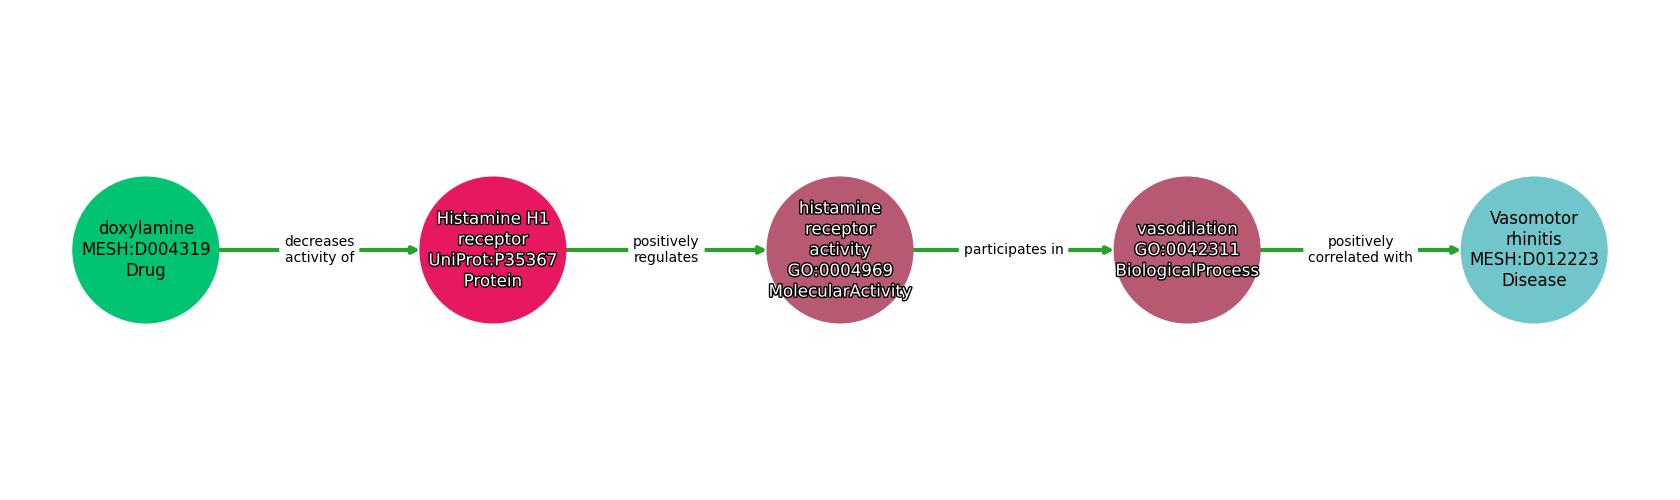 doxylamine
MESH:D004319
Drug
decreases
activity of
Histamine H1
receptor
UniProt:P35367
Protein
positively
regulates
histamine
receptor
activity
GO:0004969
MolecularActivity
participates in
vasodilation
GO:0042311
BiologicalProcess
positively
correlated with
Vasomotor
rhinitis
MESH:D012223
Disease